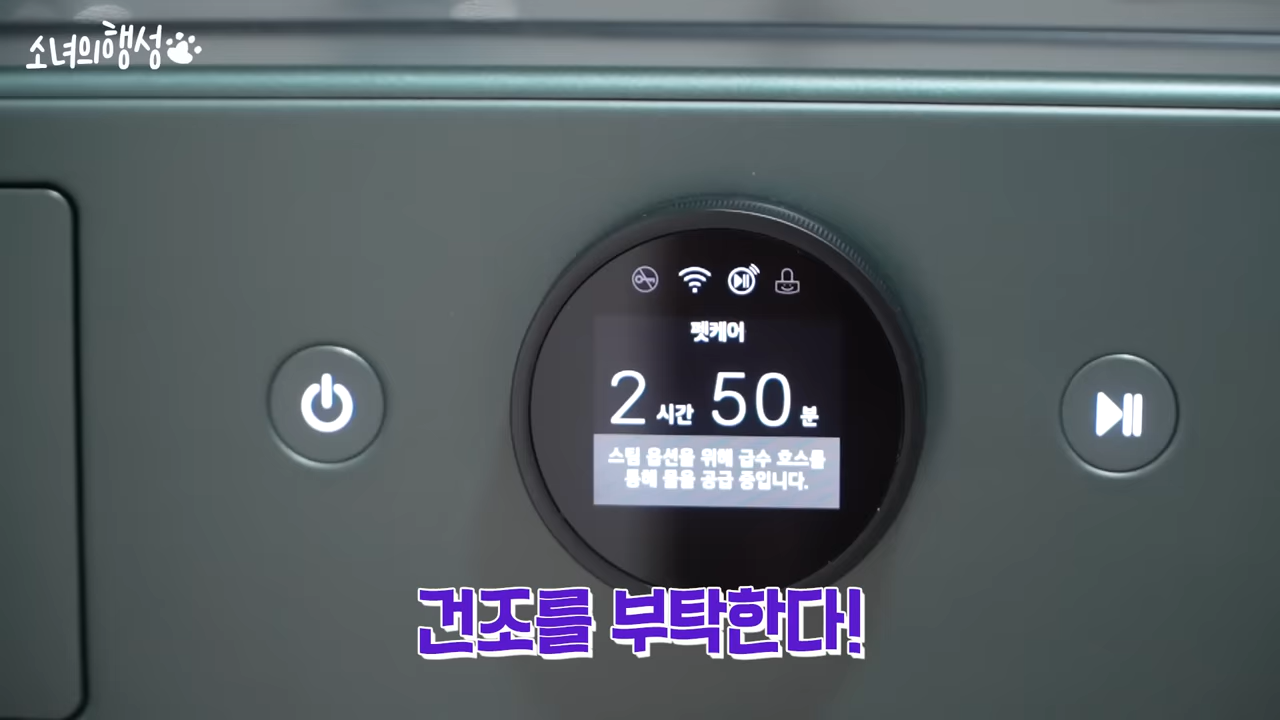 소녀의행성
펫케어
2시간 50분
스팀 옵션을 위해 급수 호스를
통해 물을 공급 중입니다.
건조를 부탁한다!